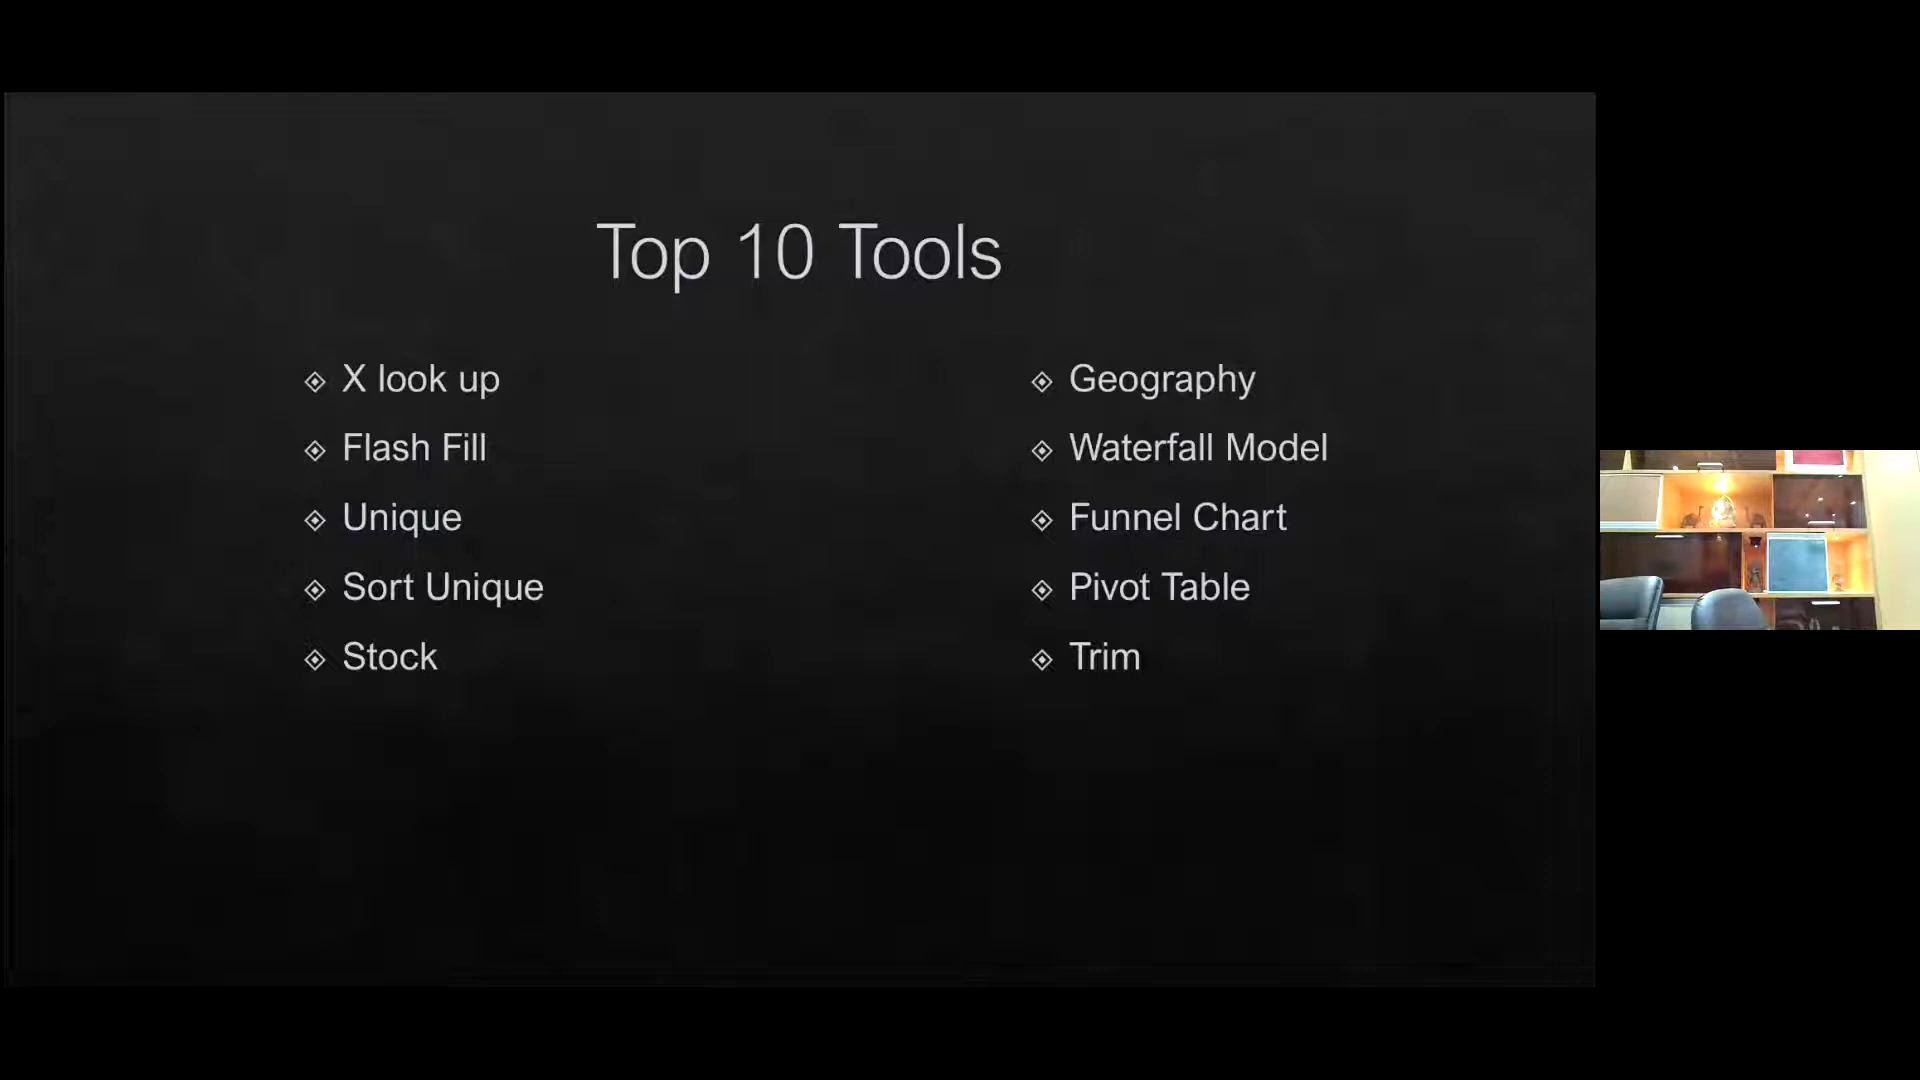 Top 10 Tools
X look up
Flash Fill
Unique
Sort Unique
Stock
Geography
Waterfall Model
Funnel Chart
Pivot Table
Trim